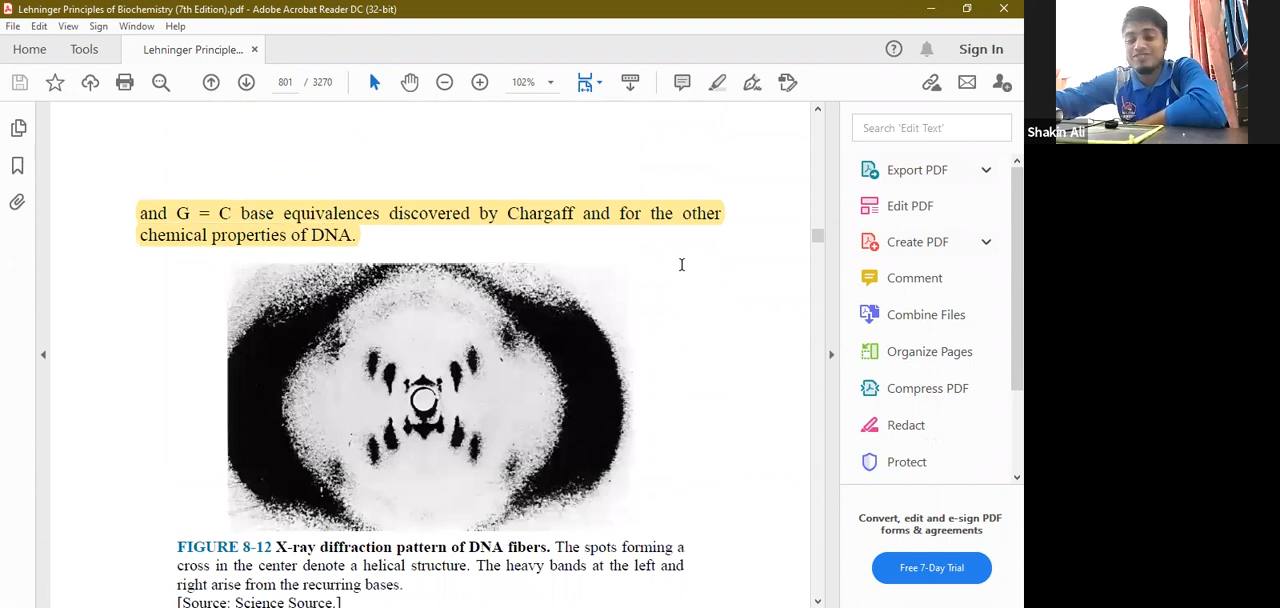 Lehninger Principles of Biochemistry (7th Edition).pdf - Adobe Acrobat Reader DC (32-bit)
File Edit View Sign Window Help
Home Tools Lehninger Principle... × Sign In
801 / 3270 102%
and G = C base equivalences discovered by Chargaff and for the other
chemical properties of DNA.
FIGURE 8-12 X-ray diffraction pattern of DNA fibers. The spots forming a
cross in the center denote a helical structure. The heavy bands at the left and
right arise from the recurring bases.
[Source: Science Source.]
Search 'Edit Text'
Export PDF
Edit PDF
Create PDF
Comment
Combine Files
Organize Pages
Compress PDF
Redact
Protect
Convert, edit and e-sign PDF
forms & agreements
Free 7-Day Trial
Shakin Ali